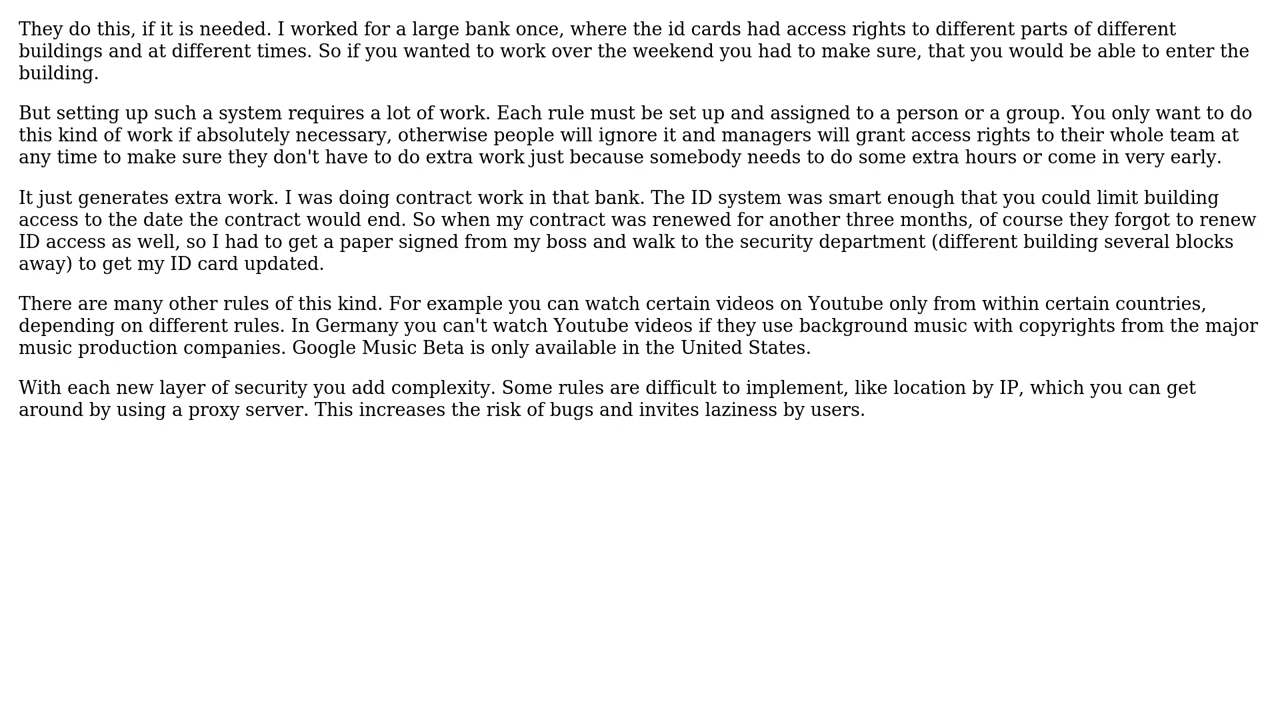 They do this, if it is needed. I worked for a large bank once, where the id cards had access rights to different parts of different
buildings and at different times. So if you wanted to work over the weekend you had to make sure, that you would be able to enter the
building.
But setting up such a system requires a lot of work. Each rule must be set up and assigned to a person or a group. You only want to do
this kind of work if absolutely necessary, otherwise people will ignore it and managers will grant access rights to their whole team at
any time to make sure they don't have to do extra work just because somebody needs to do some extra hours or come in very early.
It just generates extra work. I was doing contract work in that bank. The ID system was smart enough that you could limit building
access to the date the contract would end. So when my contract was renewed for another three months, of course they forgot to renew
ID access as well, so I had to get a paper signed from my boss and walk to the security department (different building several blocks
away) to get my ID card updated.
There are many other rules of this kind. For example you can watch certain videos on Youtube only from within certain countries,
depending on different rules. In Germany you can't watch Youtube videos if they use background music with copyrights from the major
music production companies. Google Music Beta is only available in the United States.
With each new layer of security you add complexity. Some rules are difficult to implement, like location by IP, which you can get
around by using a proxy server. This increases the risk of bugs and invites laziness by users.